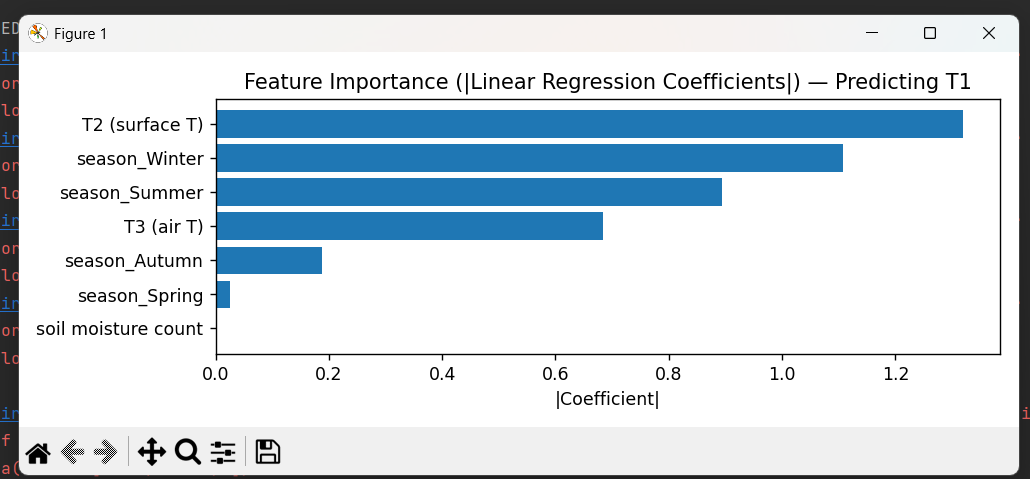 Figure 1
Feature Importance (|Linear Regression Coefficients|) — Predicting T1
T2 (surface T)
season_Winter
season_Summer
T3 (air T)
season_Autumn
season_Spring
soil moisture count
0.0 0.2 0.4 0.6 0.8 1.0 1.2
|Coefficient|